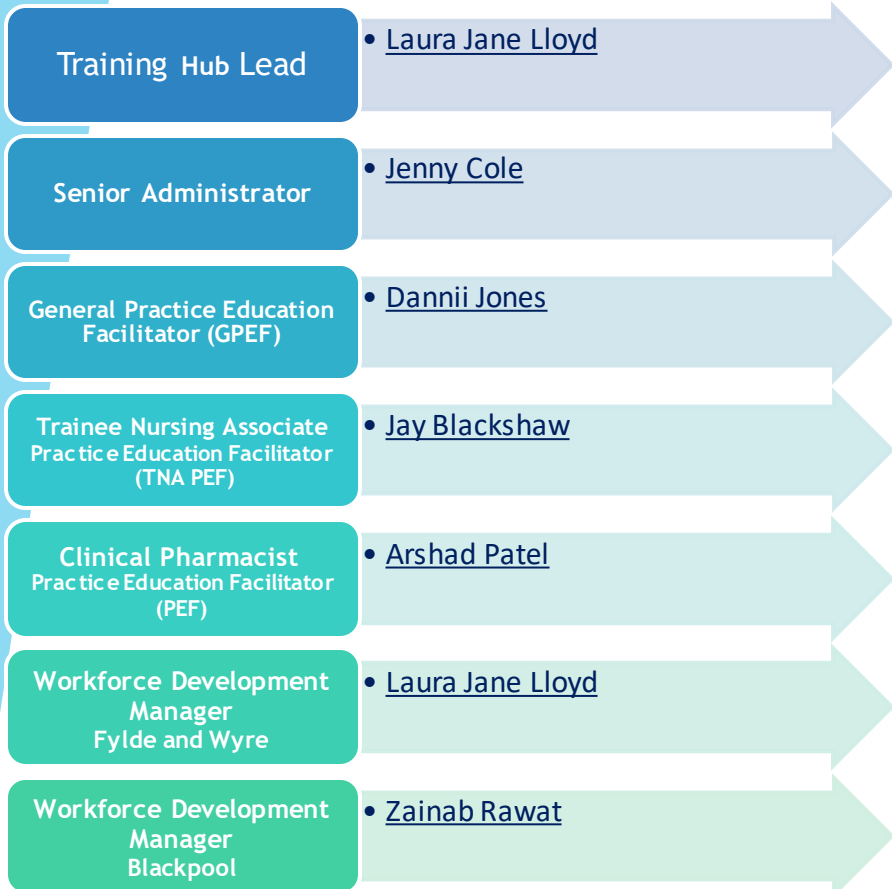 Training Hub Lead
• Laura Jane Lloyd
Senior Administrator
• Jenny Cole
General Practice Education
Facilitator (GPEF)
• Dannii Jones
Trainee Nursing Associate
Practice Education Facilitator
(TNA PEF)
• Jay Blackshaw
Clinical Pharmacist
Practice Education Facilitator
(PEF)
• Arshad Patel
Workforce Development
Manager
Fylde and Wyre
• Laura Jane Lloyd
Workforce Development
Manager
Blackpool
• Zainab Rawat